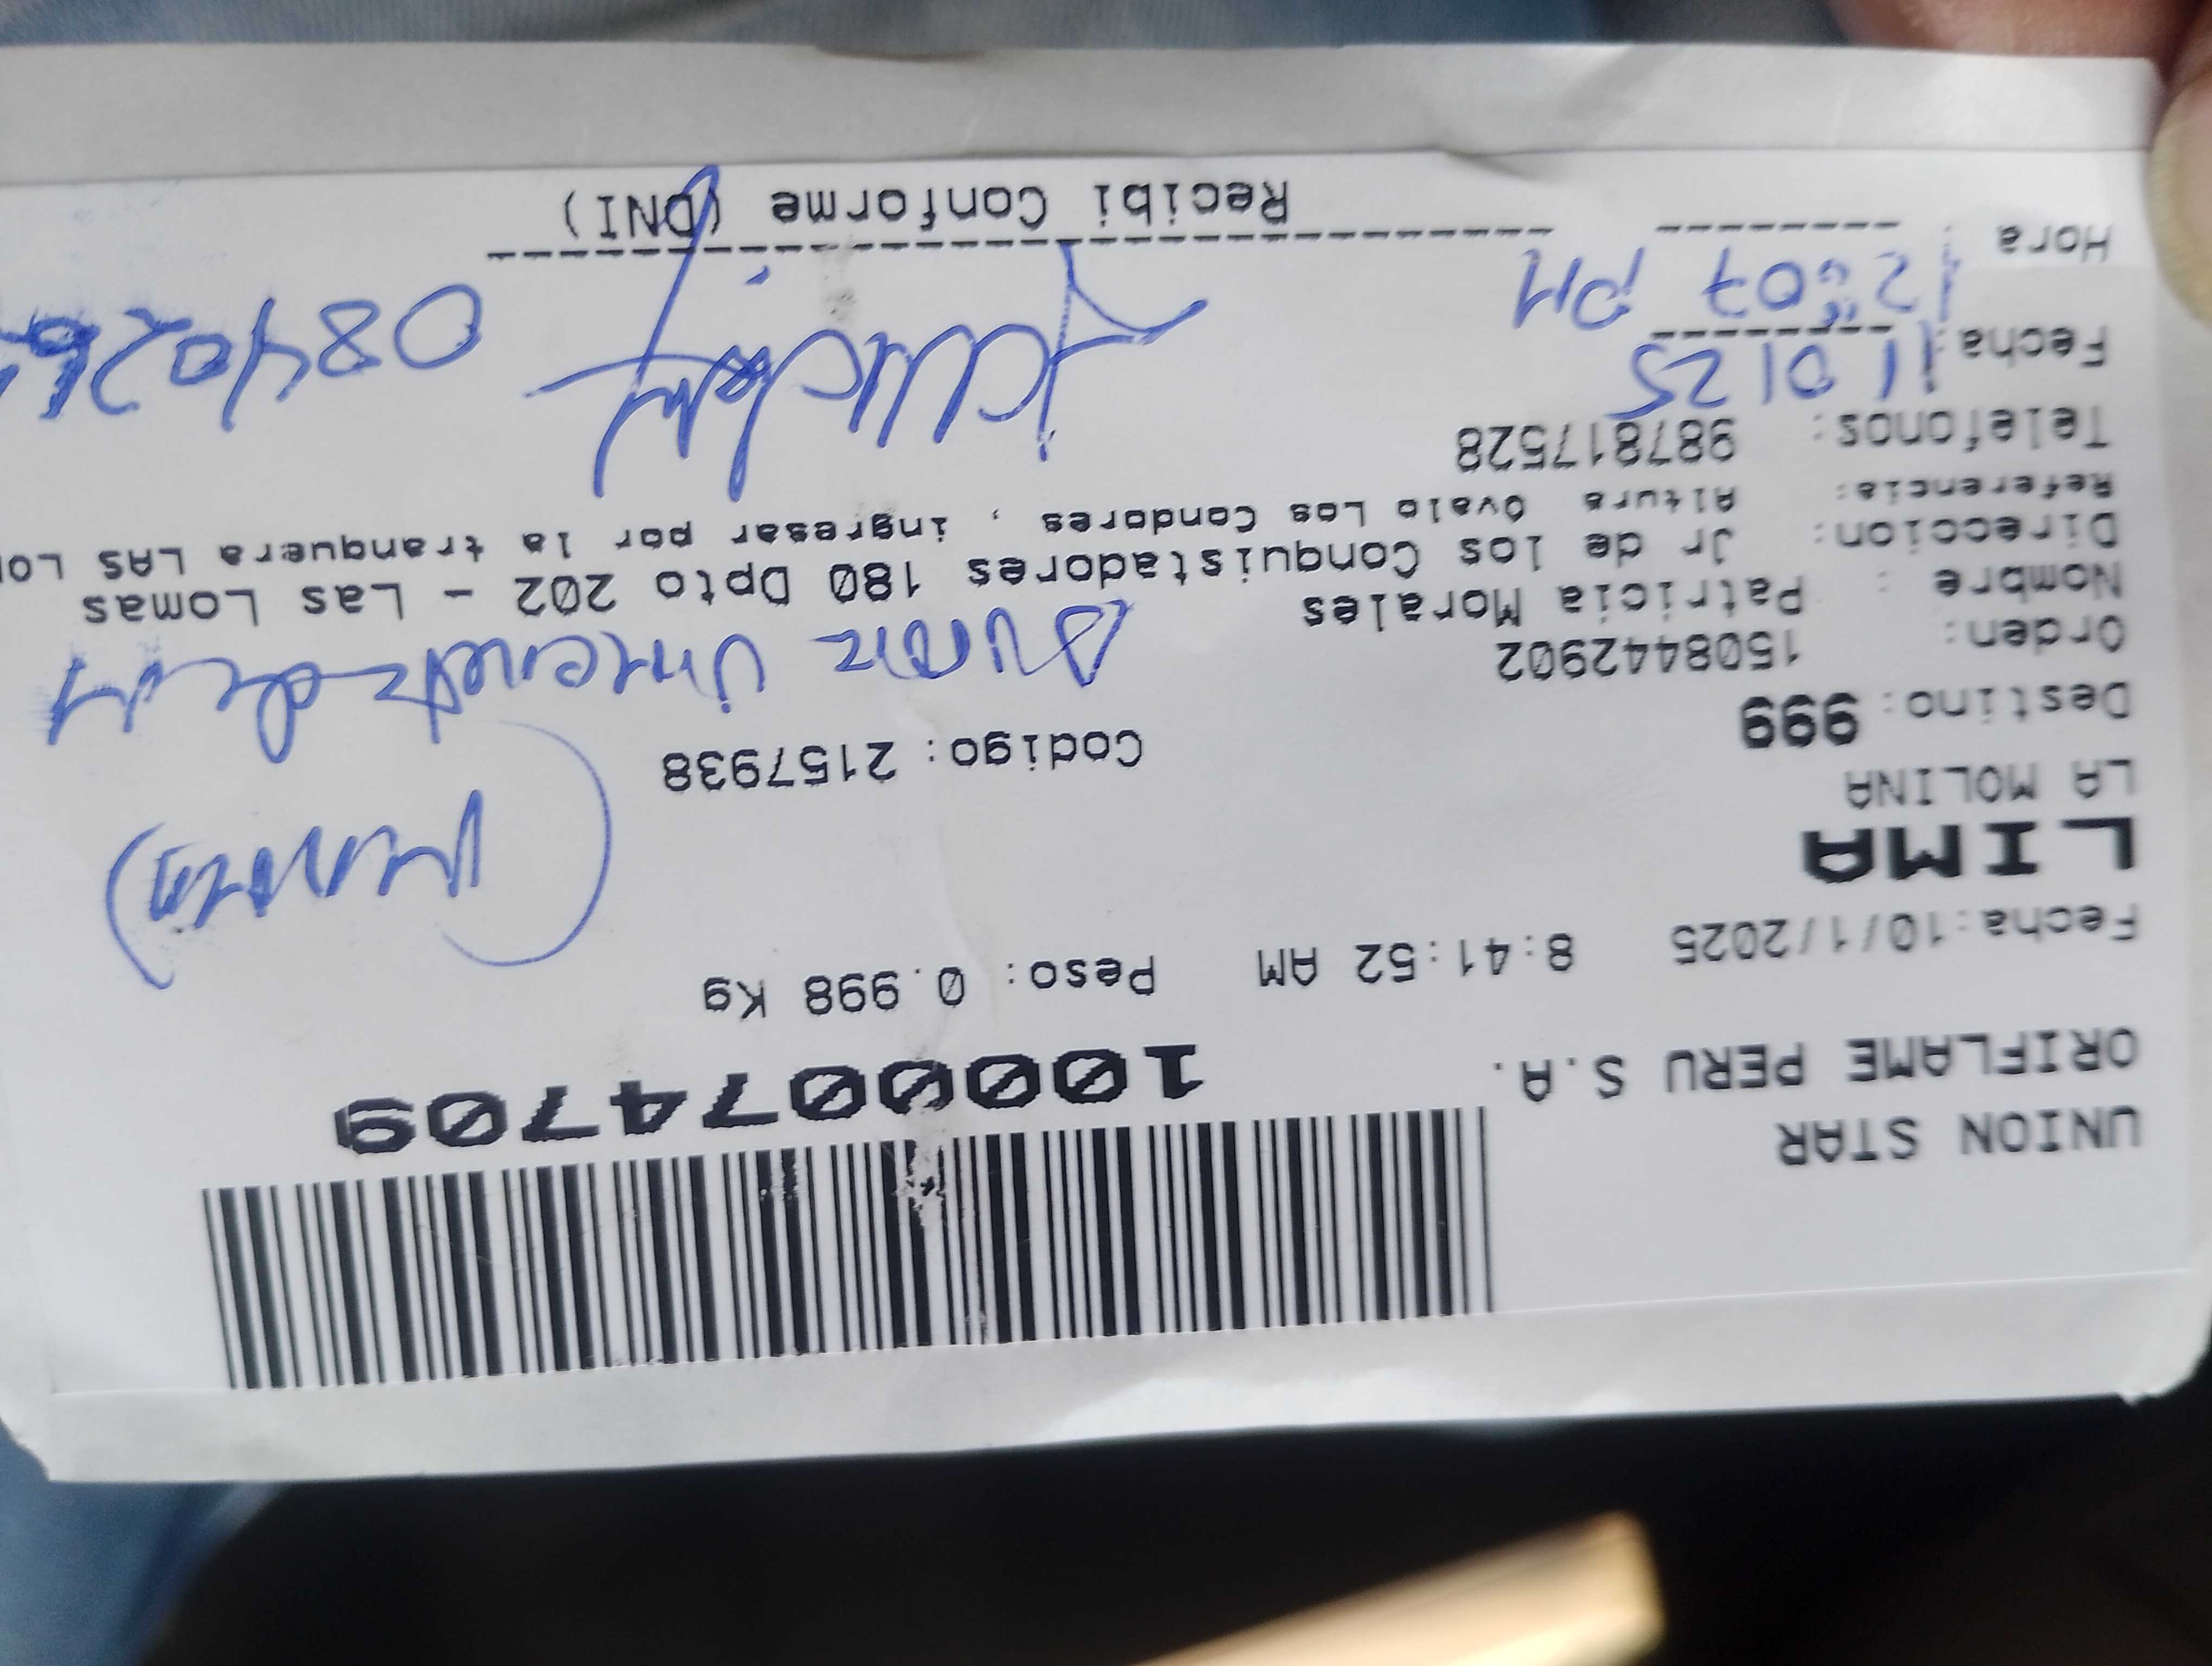 UNION STAR
ORIFLAME PERU S.A.
1000074709
Fecha:10/1/2025 8:41:52 AM Peso: 0.998 Kg
LIMA
LA MOLINA
Destino: 999 Codigo: 2157938
Orden: 1508442902
Nombre : Patricia Morales
Direccion: Jr de los Conquistadores 180 Dpto 202 - Las Lomas
Referencia: Altura Ovalo Los Condores , ingresar por la tranquera LAS LO
Telefonos: 987817528
Fecha: 11 01 25
Hora : 12:07 PM
Recibi Conforme (DNI)